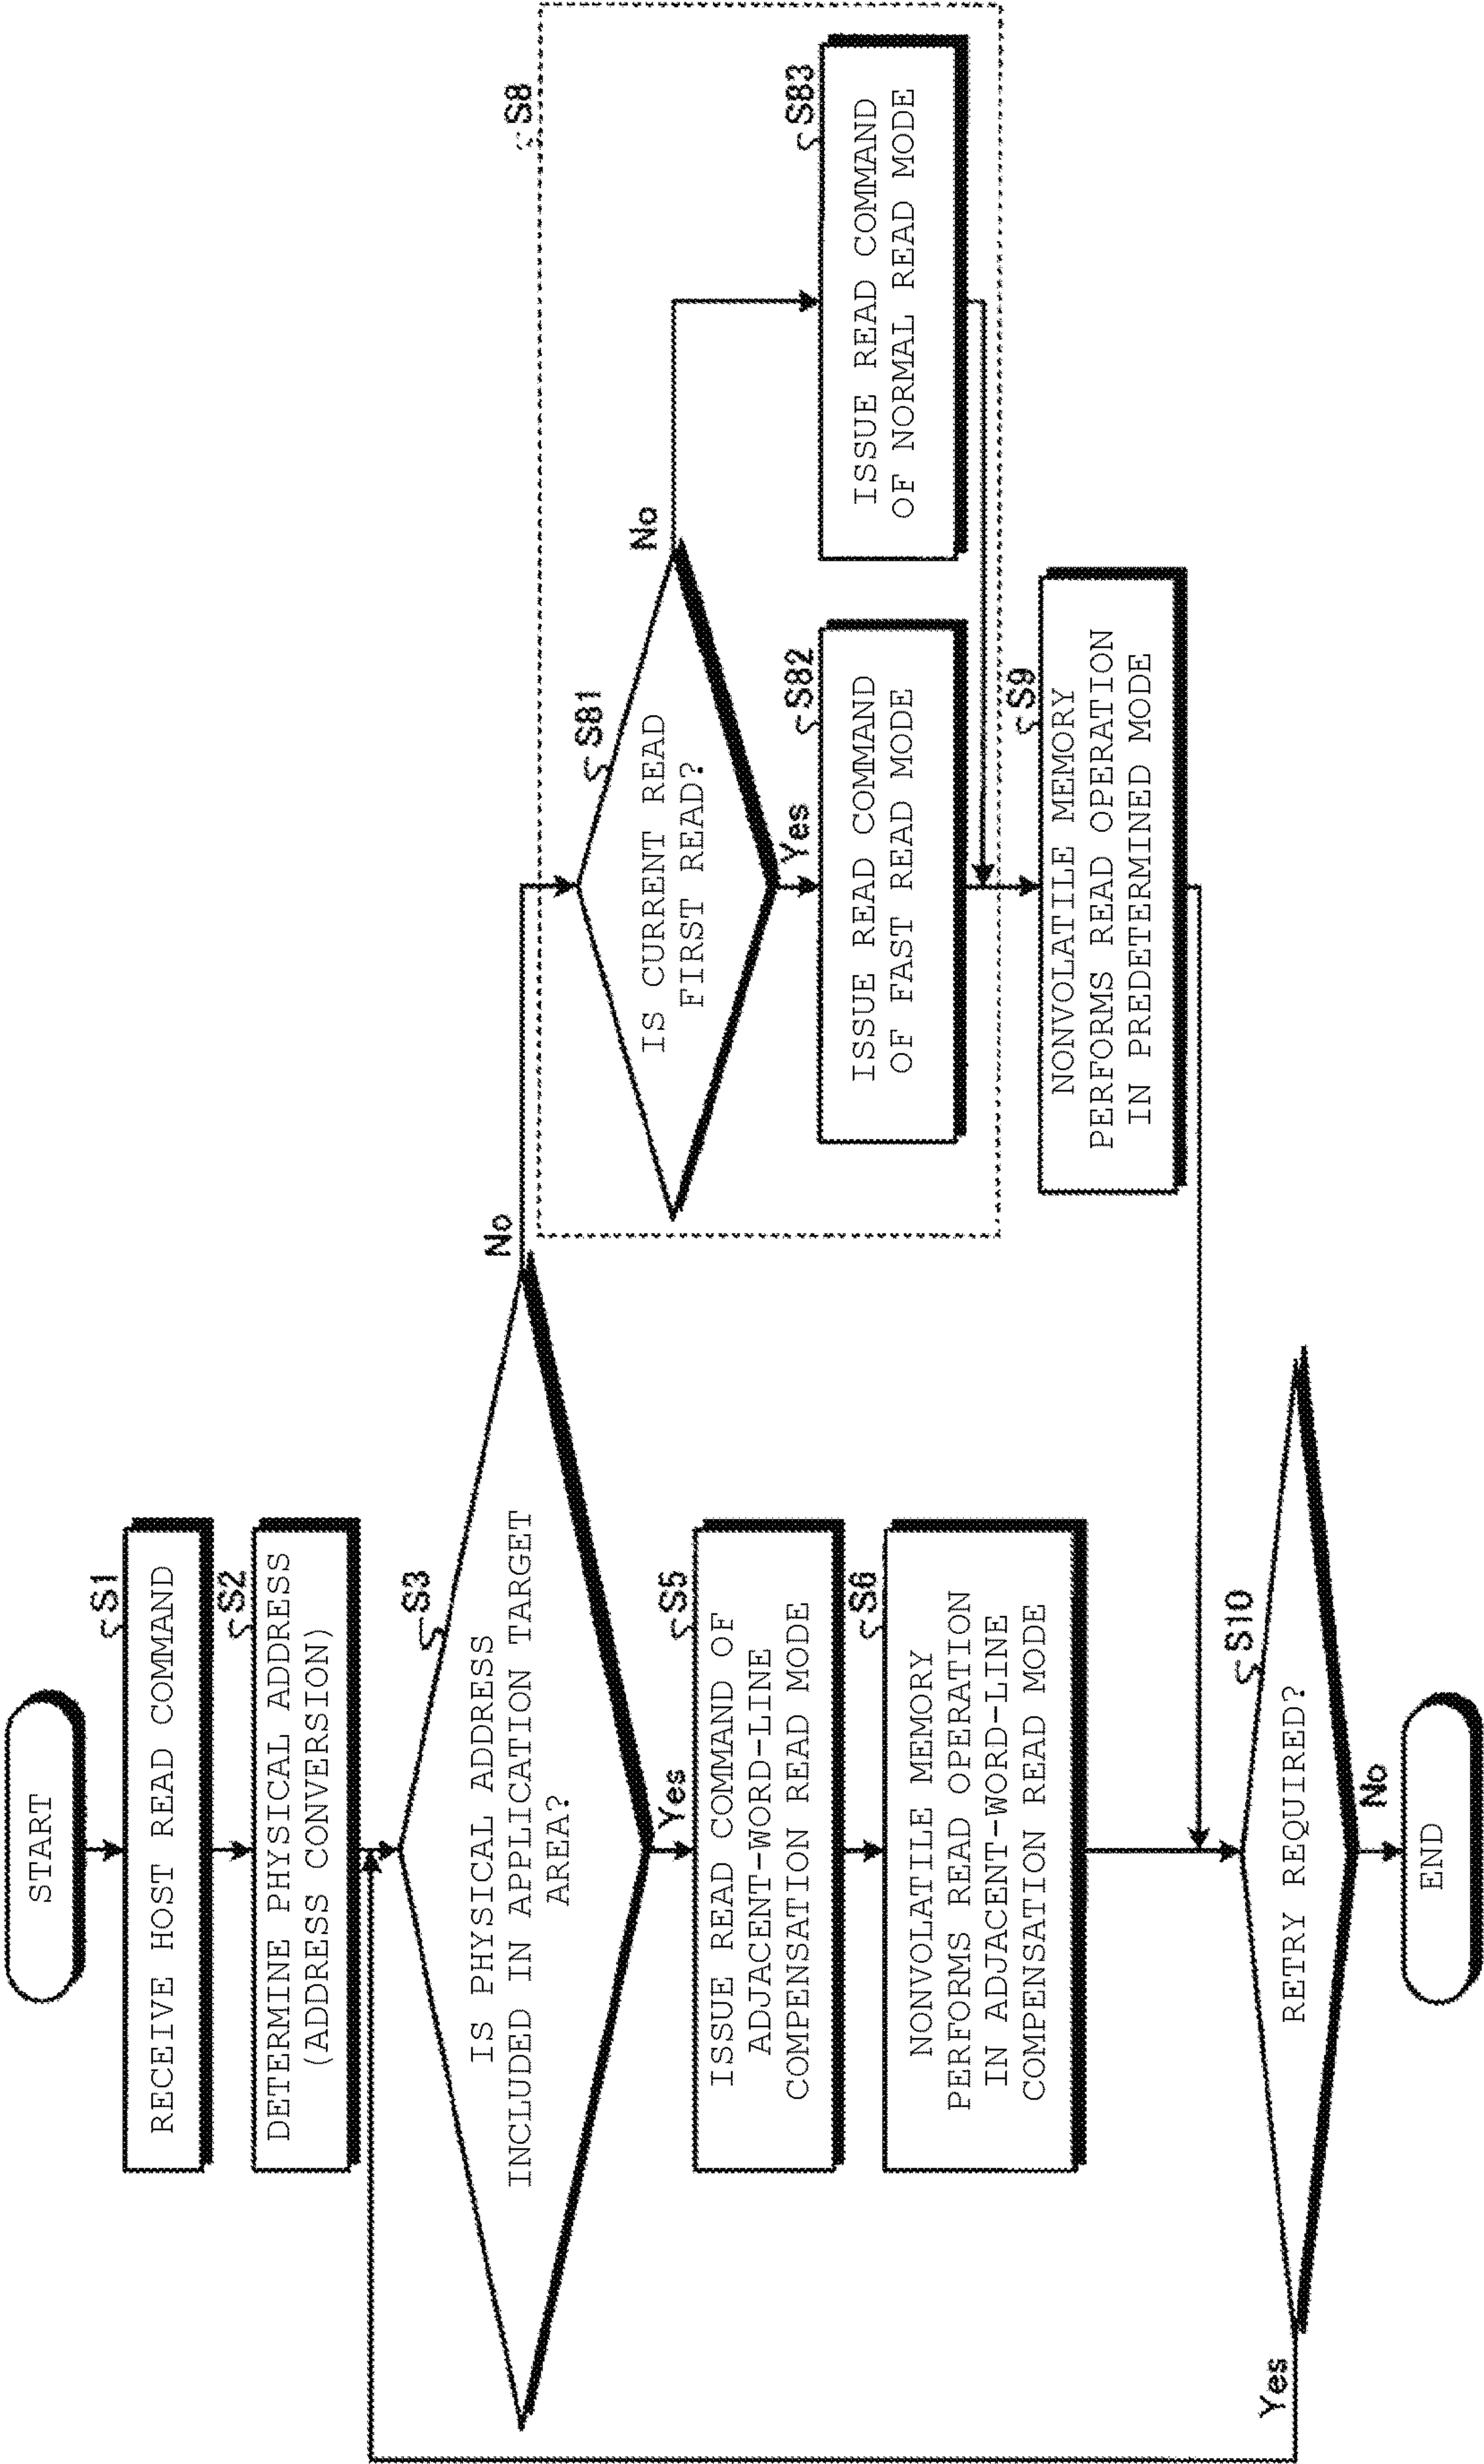 START
S1
RECEIVE HOST READ COMMAND
S2
DETERMINE PHYSICAL ADDRESS
(ADDRESS CONVERSION)
S3
IS PHYSICAL ADDRESS
INCLUDED IN APPLICATION TARGET
AREA?
No
Yes
S5
ISSUE READ COMMAND OF
ADJACENT-WORD-LINE
COMPENSATION READ MODE
S6
NONVOLATILE MEMORY
PERFORMS READ OPERATION
IN ADJACENT-WORD-LINE
COMPENSATION READ MODE
S8
S81
IS CURRENT READ
FIRST READ?
No
Yes
S82
ISSUE READ COMMAND
OF FAST READ MODE
S83
ISSUE READ COMMAND
OF NORMAL READ MODE
S9
NONVOLATILE MEMORY
PERFORMS READ OPERATION
IN PREDETERMINED MODE
S10
RETRY REQUIRED?
Yes
No
END